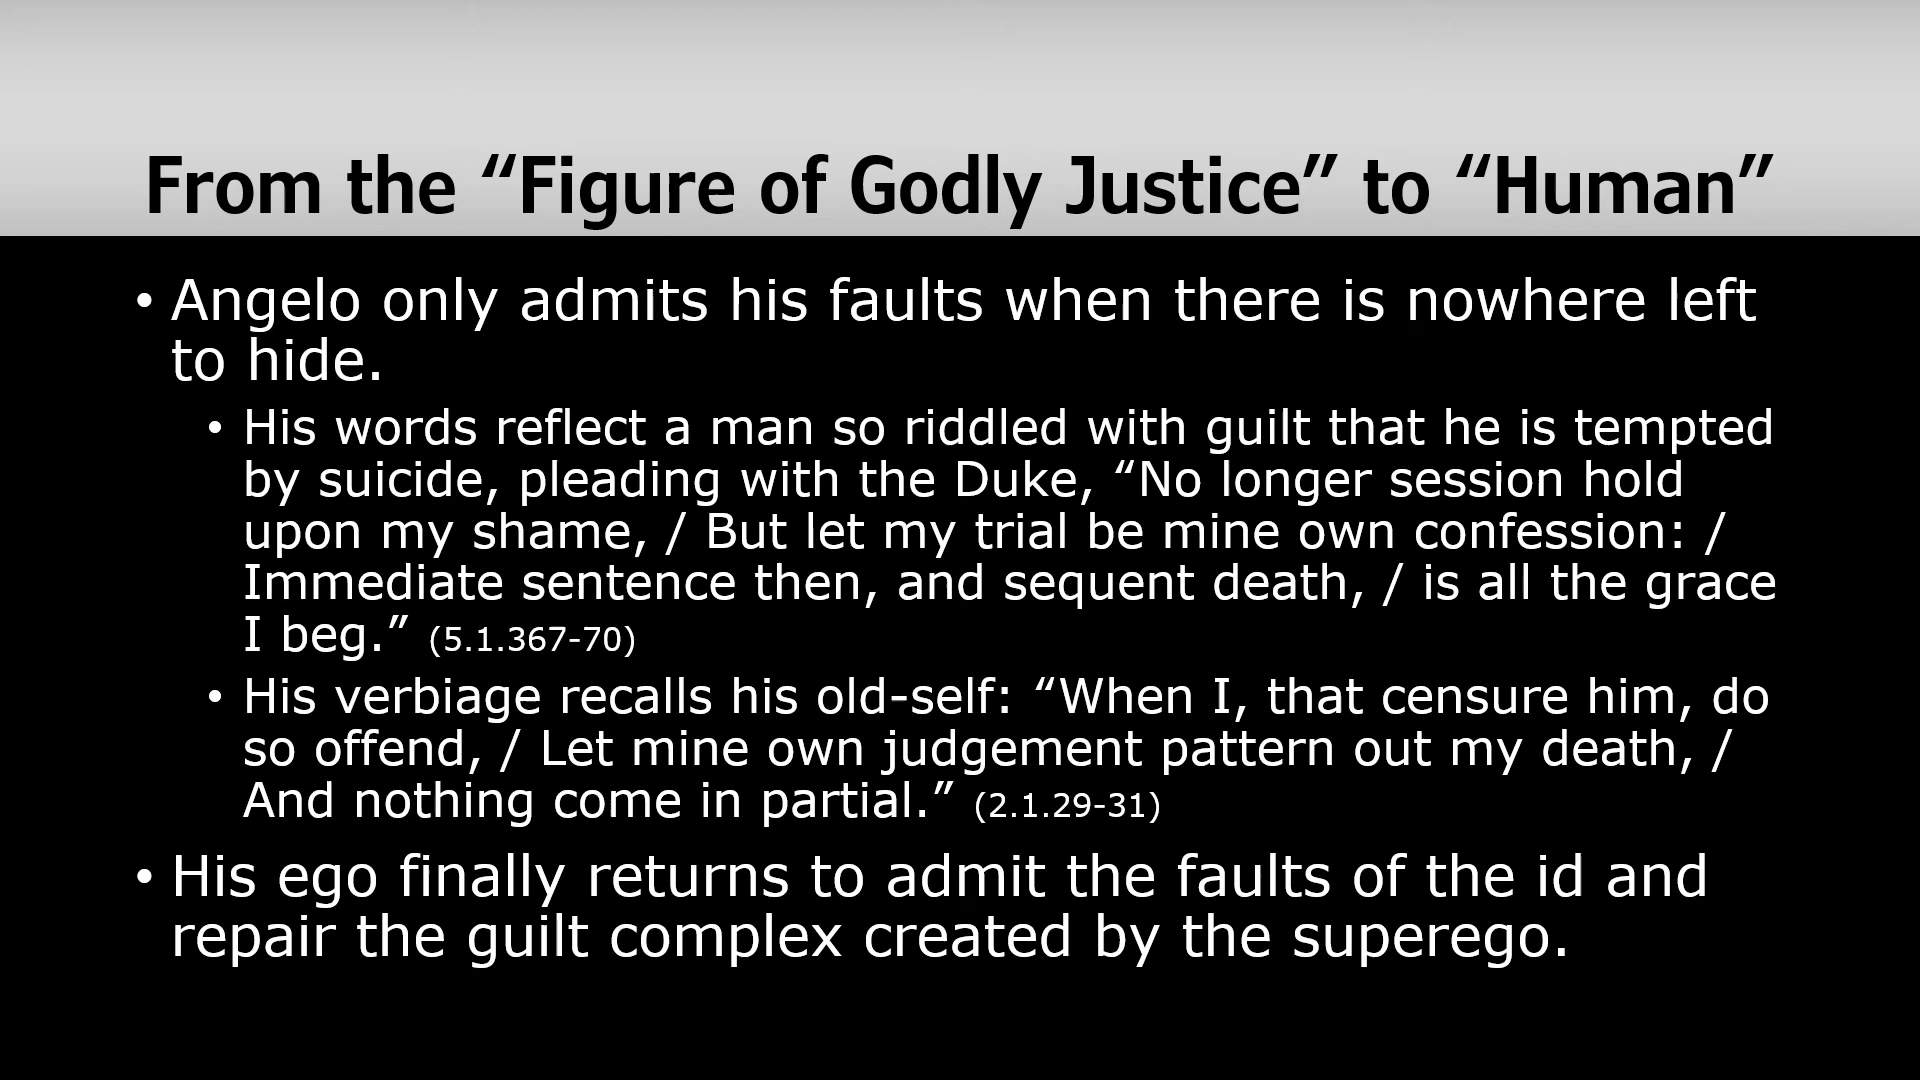 From the “Figure of Godly Justice” to “Human”
• Angelo only admits his faults when there is nowhere left
to hide.
• His words reflect a man so riddled with guilt that he is tempted
by suicide, pleading with the Duke, “No longer session hold
upon my shame, / But let my trial be mine own confession: /
Immediate sentence then, and sequent death, / is all the grace
I beg.” (5.1.367-70)
• His verbiage recalls his old-self: “When I, that censure him, do
so offend, / Let mine own judgement pattern out my death, /
And nothing come in partial.” (2.1.29-31)
• His ego finally returns to admit the faults of the id and
repair the guilt complex created by the superego.